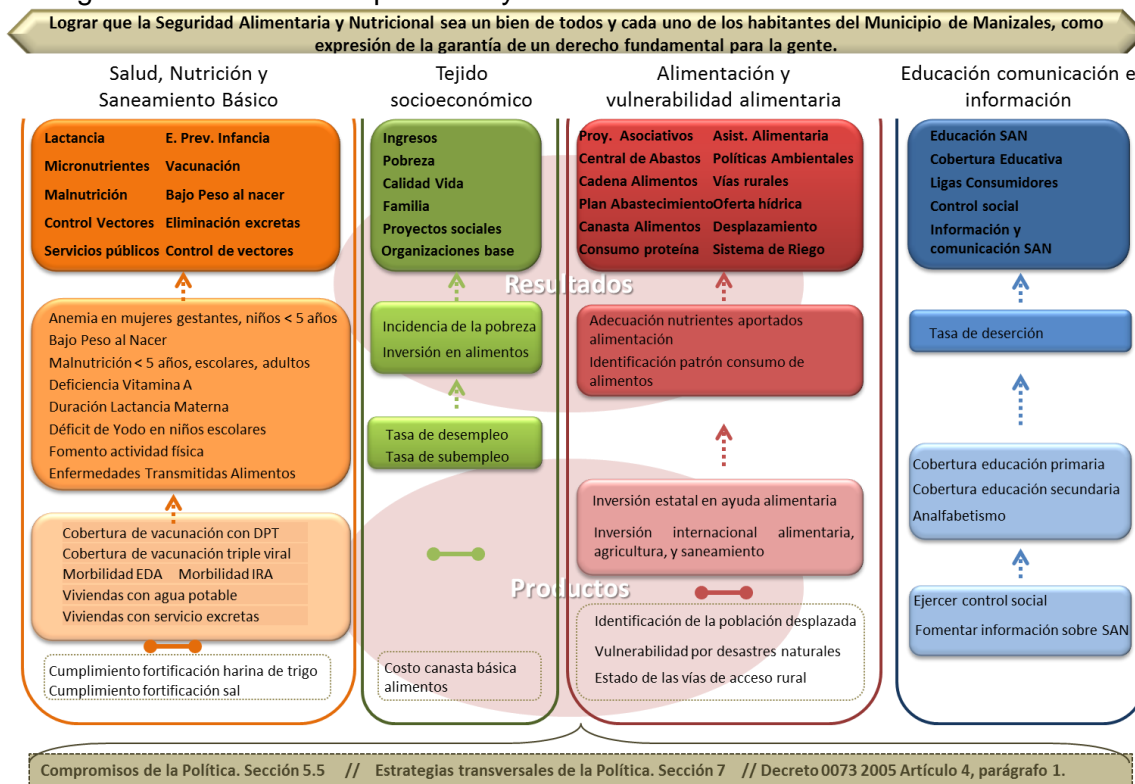 Lograr que la Seguridad Alimentaria y Nutricional sea un bien de todos y cada uno de los habitantes del Municipio de Manizales, como
expresión de la garantía de un derecho fundamental para la gente.
Salud, Nutrición y
Saneamiento Básico
Lactancia E. Prev. Infancia
Micronutrientes Vacunación
Malnutrición Bajo Peso al nacer
Control Vectores Eliminación excretas
Servicios públicos Control de vectores
Anemia en mujeres gestantes, niños < 5 años
Bajo Peso al Nacer
Malnutrición < 5 años, escolares, adultos
Deficiencia Vitamina A
Duración Lactancia Materna
Déficit de Yodo en niños escolares
Fomento actividad física
Enfermedades Transmitidas Alimentos
Cobertura de vacunación con DPT
Cobertura de vacunación triple viral
Morbilidad EDA Morbilidad IRA
Viviendas con agua potable
Viviendas con servicio excretas
Cumplimiento fortificación harina de trigo
Cumplimiento fortificación sal
Tejido
socioeconómico
Ingresos
Pobreza
Calidad Vida
Familia
Proyectos sociales
Organizaciones base
Resultados
Incidencia de la pobreza
Inversión en alimentos
Tasa de desempleo
Tasa de subempleo
Productos
Costo canasta básica
alimentos
Alimentación y
vulnerabilidad alimentaria
Proy. Asociativos Asist. Alimentaria
Central de Abastos Políticas Ambientales
Cadena Alimentos Vías rurales
Plan Abastecimiento Oferta hídrica
Canasta Alimentos Desplazamiento
Consumo proteína Sistema de Riego
Adecuación nutrientes aportados
alimentación
Identificación patrón consumo de
alimentos
Inversión estatal en ayuda alimentaria
Inversión internacional alimentaria,
agricultura, y saneamiento
Identificación de la población desplazada
Vulnerabilidad por desastres naturales
Estado de las vías de acceso rural
Educación comunicación e
información
Educación SAN
Cobertura Educativa
Ligas Consumidores
Control social
Información y
comunicación SAN
Tasa de deserción
Cobertura educación primaria
Cobertura educación secundaria
Analfabetismo
Ejercer control social
Fomentar información sobre SAN
Compromisos de la Política. Sección 5.5 // Estrategias transversales de la Política. Sección 7 // Decreto 0073 2005 Artículo 4, parágrafo 1.